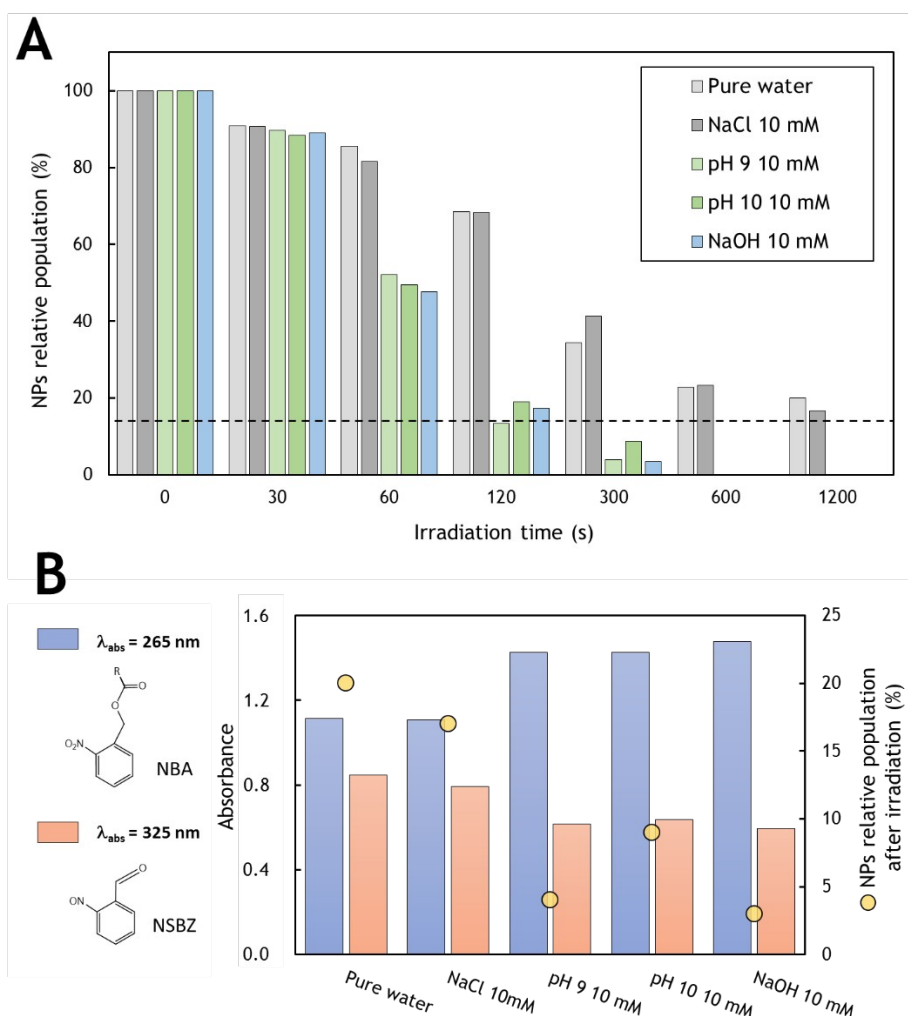 A
NPs relative population (%)
100
80
60
40
20
0
Pure water
NaCl 10 mM
pH 9 10 mM
pH 10 10 mM
NaOH 10 mM
0 30 60 120 300 600 1200
Irradiation time (s)
B
λabs = 265 nm
R
O
O
O₂N
NBA
λabs = 325 nm
O
ON
NSBZ
Absorbance
1.6
1.2
0.8
0.4
0.0
25
20
15
10
5
0
NPs relative population
after irradiation (%)
Pure water
NaCl 10mM
pH 9 10 mM
pH 10 10 mM
NaOH 10 mM